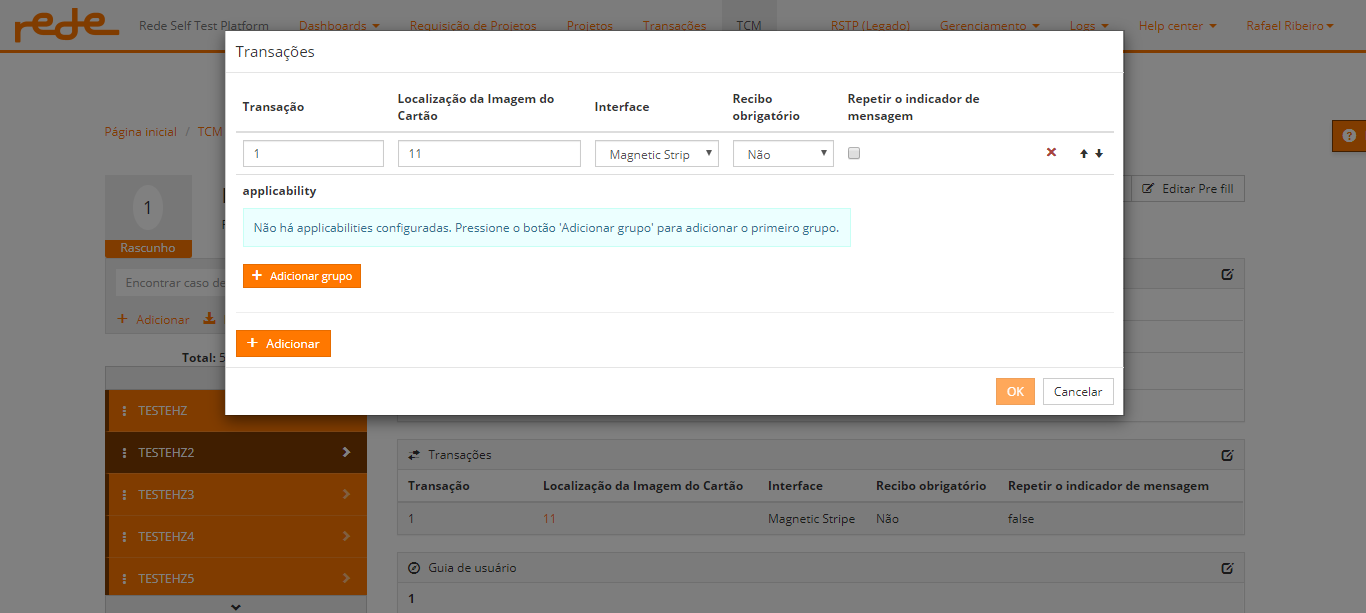 rede Rede Self Test Platform Dashboards Requisição de Projetos Projetos Transações TCM RSTP (Legado) Gerenciamento Logs Help center Rafael Ribeiro
Transações
Transação Localização da Imagem do Cartão Interface Recibo obrigatório Repetir o indicador de mensagem
1 11 Magnetic Strip Não
applicability
Não há applicabilities configuradas. Pressione o botão 'Adicionar grupo' para adicionar o primeiro grupo.
+ Adicionar grupo
+ Adicionar
OK Cancelar
Página inicial / TCM
1
Rascunho
Editar Pre fill
Encontrar caso de
+ Adicionar
Total: 5
TESTEHZ
TESTEHZ2
TESTEHZ3
TESTEHZ4
TESTEHZ5
Transações
Transação Localização da Imagem do Cartão Interface Recibo obrigatório Repetir o indicador de mensagem
1 11 Magnetic Stripe Não false
Guia de usuário
1